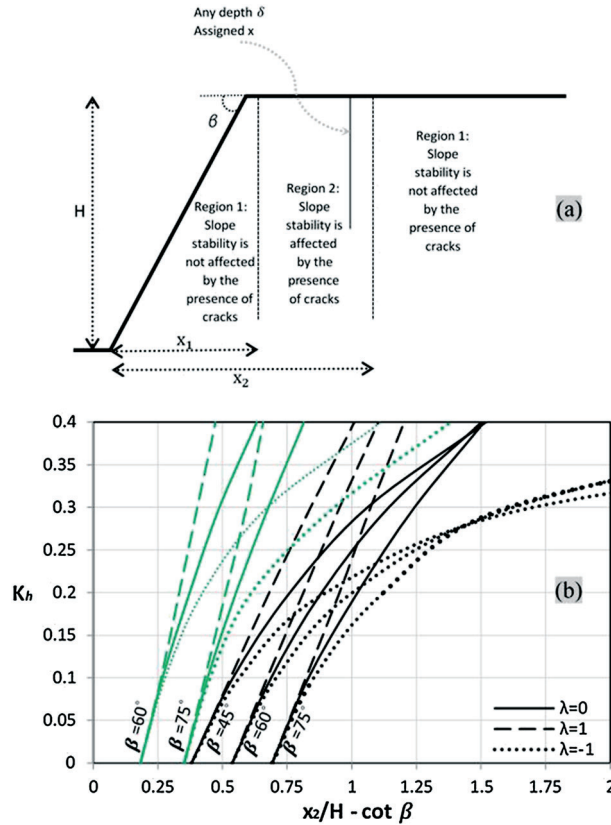 Any depth δ
Assigned x
β
H
Region 1:
Slope
stability is
not affected
by the
presence of
cracks
Region 2:
Slope
stability is
affected
by the
presence
of cracks
Region 1:
Slope
stability is
not affected
by the
presence of
cracks
(a)
X₁
X₂
0.4
0.35
0.3
0.25
0.2
0.15
0.1
0.05
0
Kh
(b)
β=60°
β=75°
β=45°
β=60°
β=75°
λ=0
λ=1
λ=-1
0 0.25 0.5 0.75 1 1.25 1.5 1.75 2
x₂/H - cot β